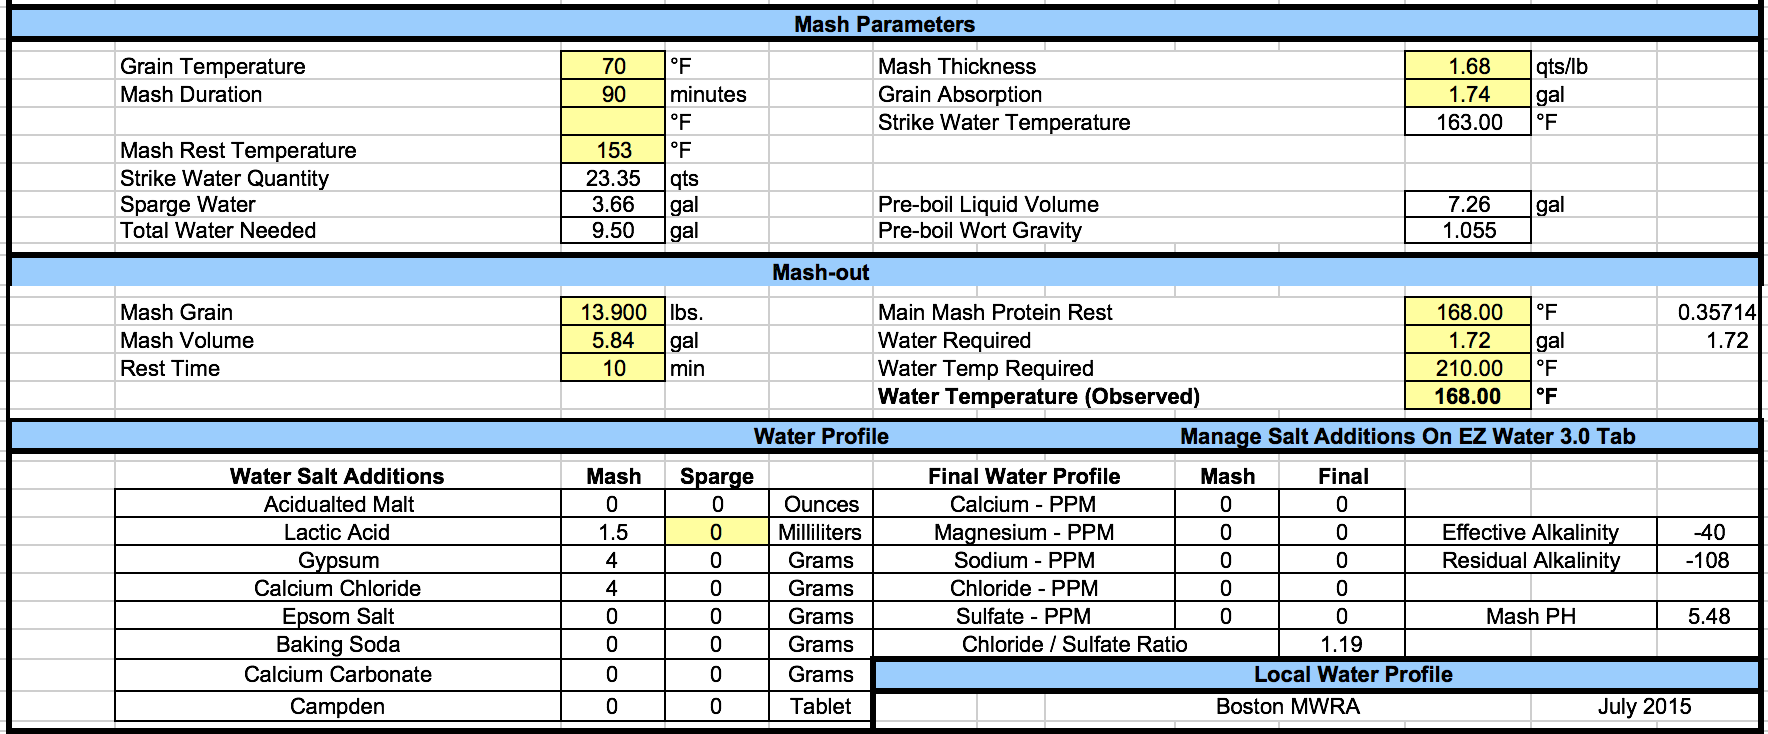 Mash Parameters
Grain Temperature 70 °F Mash Thickness 1.68 qts/lb
Mash Duration 90 minutes Grain Absorption 1.74 gal
°F Strike Water Temperature 163.00 °F
Mash Rest Temperature 153 °F
Strike Water Quantity 23.35 qts
Sparge Water 3.66 gal Pre-boil Liquid Volume 7.26 gal
Total Water Needed 9.50 gal Pre-boil Wort Gravity 1.055
Mash-out
Mash Grain 13.900 lbs. Main Mash Protein Rest 168.00 °F 0.35714
Mash Volume 5.84 gal Water Required 1.72 gal 1.72
Rest Time 10 min Water Temp Required 210.00 °F
Water Temperature (Observed) 168.00 °F
Water Profile Manage Salt Additions On EZ Water 3.0 Tab
Water Salt Additions Mash Sparge Final Water Profile Mash Final
Acidualted Malt 0 0 Ounces Calcium - PPM 0 0
Lactic Acid 1.5 0 Milliliters Magnesium - PPM 0 0 Effective Alkalinity -40
Gypsum 4 0 Grams Sodium - PPM 0 0 Residual Alkalinity -108
Calcium Chloride 4 0 Grams Chloride - PPM 0 0
Epsom Salt 0 0 Grams Sulfate - PPM 0 0 Mash PH 5.48
Baking Soda 0 0 Grams Chloride / Sulfate Ratio 1.19
Calcium Carbonate 0 0 Grams Local Water Profile
Campden 0 0 Tablet Boston MWRA July 2015